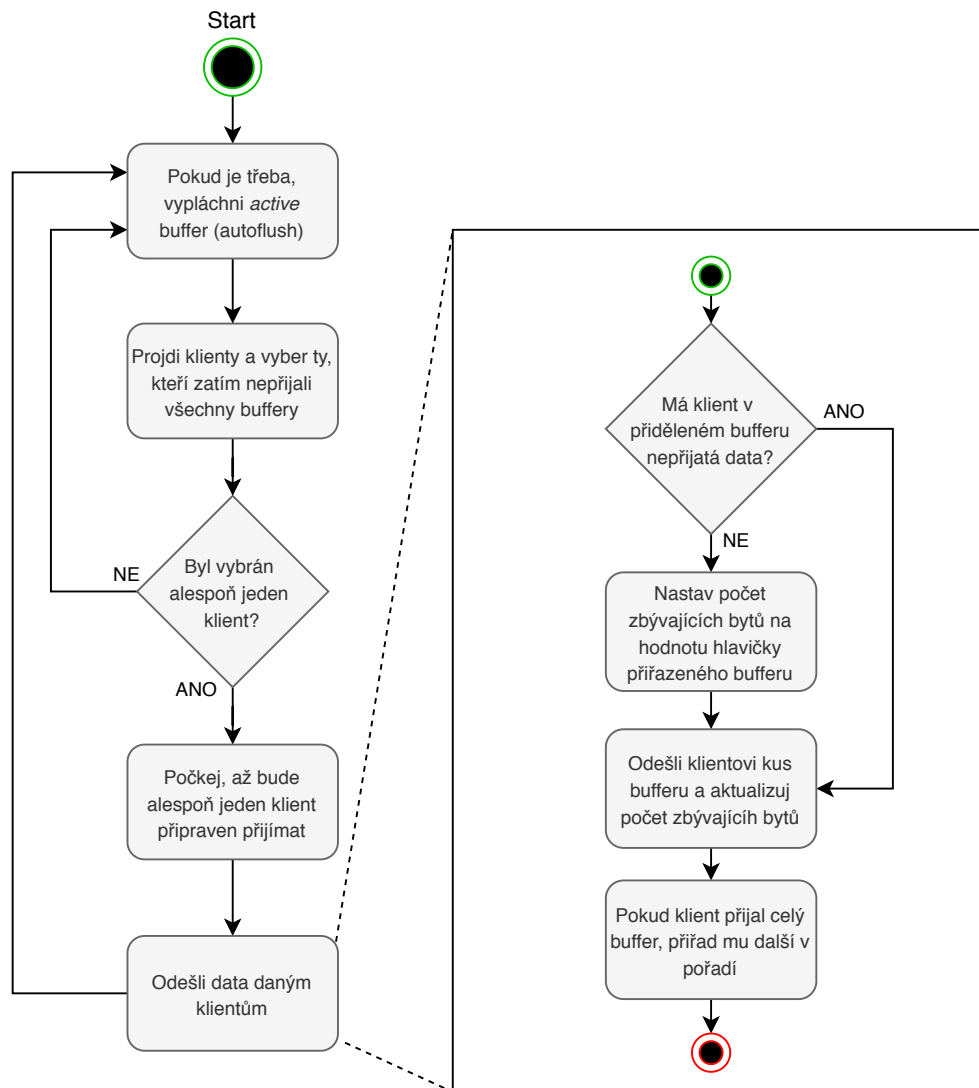 Start
Pokud je třeba,
vypláchni active
buffer (autoflush)
Projdi klienty a vyber ty,
kteří zatím nepřijali
všechny buffery
Byl vybrán
alespoň jeden
klient?
NE
ANO
Počkej, až bude
alespoň jeden klient
připraven přijímat
Odešli data daným
klientům
Má klient v
přiděleném bufferu
nepřijatá data?
ANO
NE
Nastav počet
zbývajících bytů na
hodnotu hlavičky
přiřazeného bufferu
Odešli klientovi kus
bufferu a aktualizuj
počet zbývajícíh bytů
Pokud klient přijal celý
buffer, přiřad mu další v
pořadí